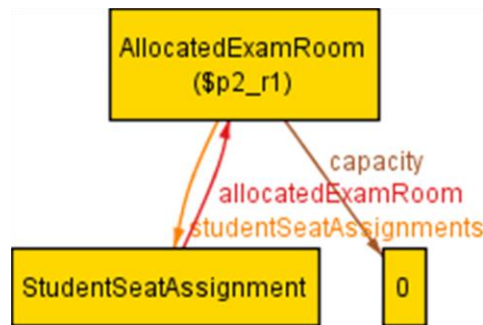 AllocatedExamRoom
($p2_r1)
capacity
allocatedExamRoom
studentSeatAssignments
StudentSeatAssignment
0